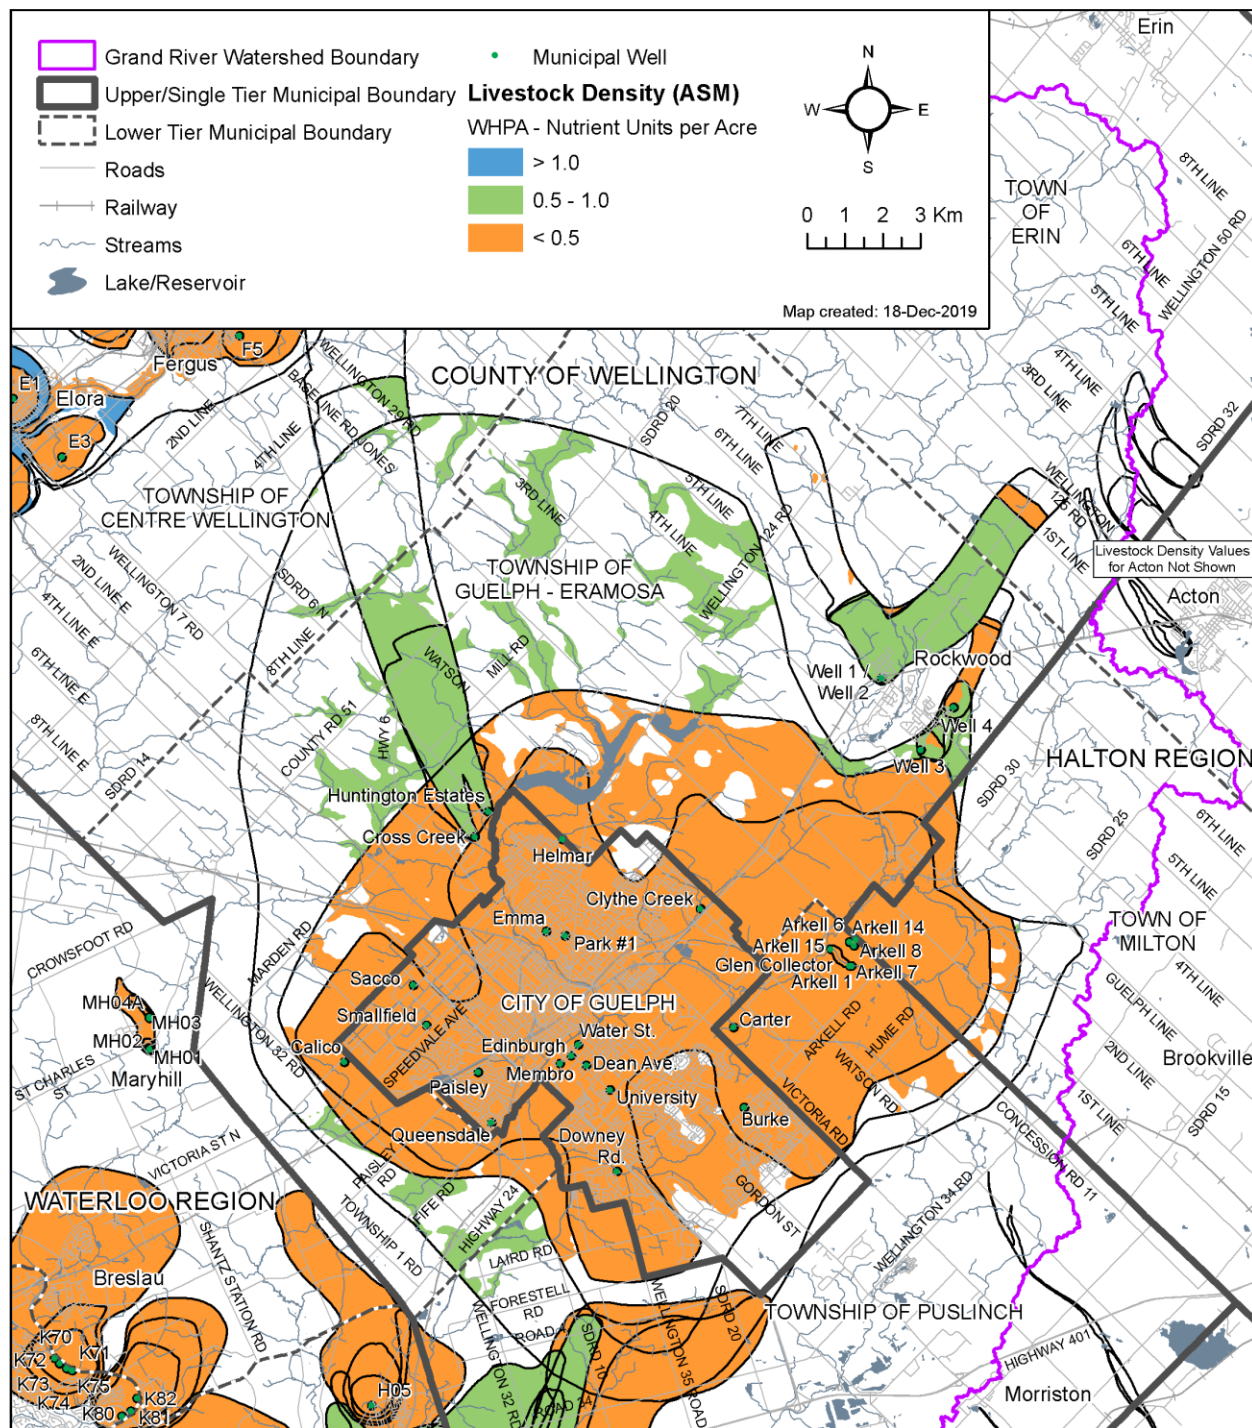 Grand River Watershed Boundary
Upper/Single Tier Municipal Boundary
Lower Tier Municipal Boundary
Roads
Railway
Streams
Lake/Reservoir
Municipal Well
Livestock Density (ASM)
WHPA - Nutrient Units per Acre
> 1.0
0.5 - 1.0
< 0.5
N
W
E
S
0 1 2 3 Km
Map created: 18-Dec-2019
Erin
8TH LINE
TOWN
OF
ERIN
WELLINGTON 50 RD
6TH LINE
5TH LINE
4TH LINE
3RD LINE
SDRD 32
F5
Fergus
E1
Elora
E3
WELLINGTON 29 RD
BASELINE RD JONES
2ND LINE
4TH LINE
COUNTY OF WELLINGTON
SDRD 20
7TH LINE
6TH LINE
5TH LINE
4TH LINE
3RD LINE
WELLINGTON 124 RD
WELLINGTON
125 RD
1ST LINE
Livestock Density Values
for Acton Not Shown
Acton
TOWNSHIP OF
CENTRE WELLINGTON
TOWNSHIP OF
GUELPH - ERAMOSA
WELLINGTON 7 RD
2ND LINE E
4TH LINE E
6TH LINE E
8TH LINE E
SDRD 6 N
8TH LINE
SDRD 14
COUNTY RD 51
HWY 6
WATSON
MILL RD
Rockwood
Well 1 /
Well 2
Well 4
Well 3
SDRD 30
HALTON REGION
SDRD 25
6TH LINE
5TH LINE
TOWN OF
MILTON
4TH LINE
GUELPH LINE
2ND LINE
Brookville
1ST LINE
SDRD 15
Huntington Estates
Cross Creek
Helmar
Clythe Creek
Emma
Park #1
Arkell 6
Arkell 14
Arkell 15
Arkell 8
Glen Collector
Arkell 7
Arkell 1
Sacco
CITY OF GUELPH
Smallfield
SPEEDVALE AVE
Water St.
Carter
ARKELL RD
HUME RD
WATSON RD
Edinburgh
Calico
Membro
Dean Ave.
Paisley
University
VICTORIA RD
Burke
Queensdale
Downey
Rd.
GORDON ST
CONCESSION RD 11
CROWSFOOT RD
MARDEN RD
WELLINGTON 32 RD
MH04A
MH03
MH02
MH01
Maryhill
ST CHARLES
ST
VICTORIA ST N
PAISLEY
RD
FIFE RD
HIGHWAY 24
TOWNSHIP 1 RD
LAIRD RD
FORESTELL
RD
ROAD
WELLINGTON 34 RD
WATERLOO REGION
SHANTZ STATION RD
Breslau
K70
K71
K72
K73
K75
K74
K82
K80
K81
H05
WELLINGTON 32 RD
SDRD 10
ROAD 24
WELLINGTON 35 ROAD
SDRD 20
TOWNSHIP OF PUSLINCH
HIGHWAY 401
Morriston